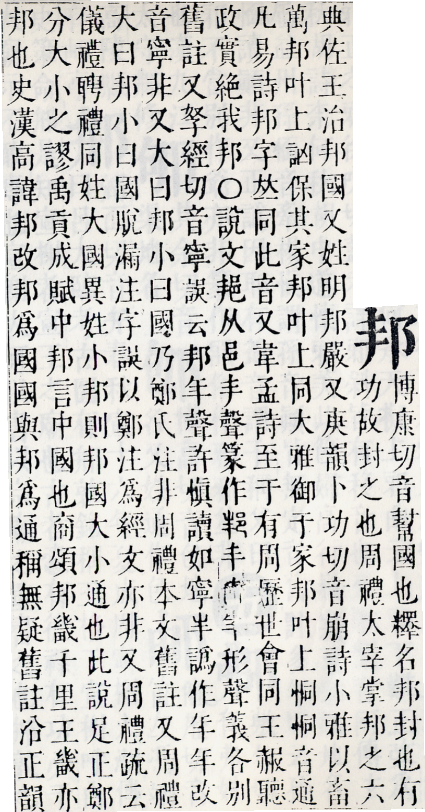 邦
博康切音幫國也釋名邦封也有
功故封之也周禮太宰掌邦之六
典佐王治邦國又姓明邦嚴又庚韻卜功切音崩詩小雅以畜
萬邦叶上訩保其家邦叶上同大雅御于家邦叶上恫恫音通
凡易詩邦字𠀤同此音又韋孟詩至于有周歷世會同王赧聽
政實絶我邦〇說文从邑丰聲篆作丰形聲義各別
舊註又拏經切音寧誤云邦年聲許愼讀如寧半譌作年年改
音寧非又大曰邦小曰國乃鄭氏注非周禮本文舊註又周禮
大曰邦小曰國脫漏注字誤以鄭注爲經文亦非又周禮疏云
儀禮聘禮同姓大國異姓小邦則邦國大小通也此說足正鄭
分大小之謬禹貢成賦中邦言中國也商頌邦畿千里王畿亦
邦也史漢高諱邦改邦爲國國與邦爲通稱無疑舊註㳂正韻